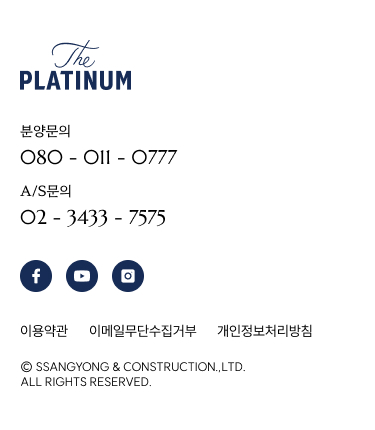 The
PLATINUM
분양문의
080 - 011 - 0777
A/S문의
02 - 3433 - 7575
이용약관 이메일무단수집거부 개인정보처리방침
© SSANGYONG & CONSTRUCTION.,LTD.
ALL RIGHTS RESERVED.